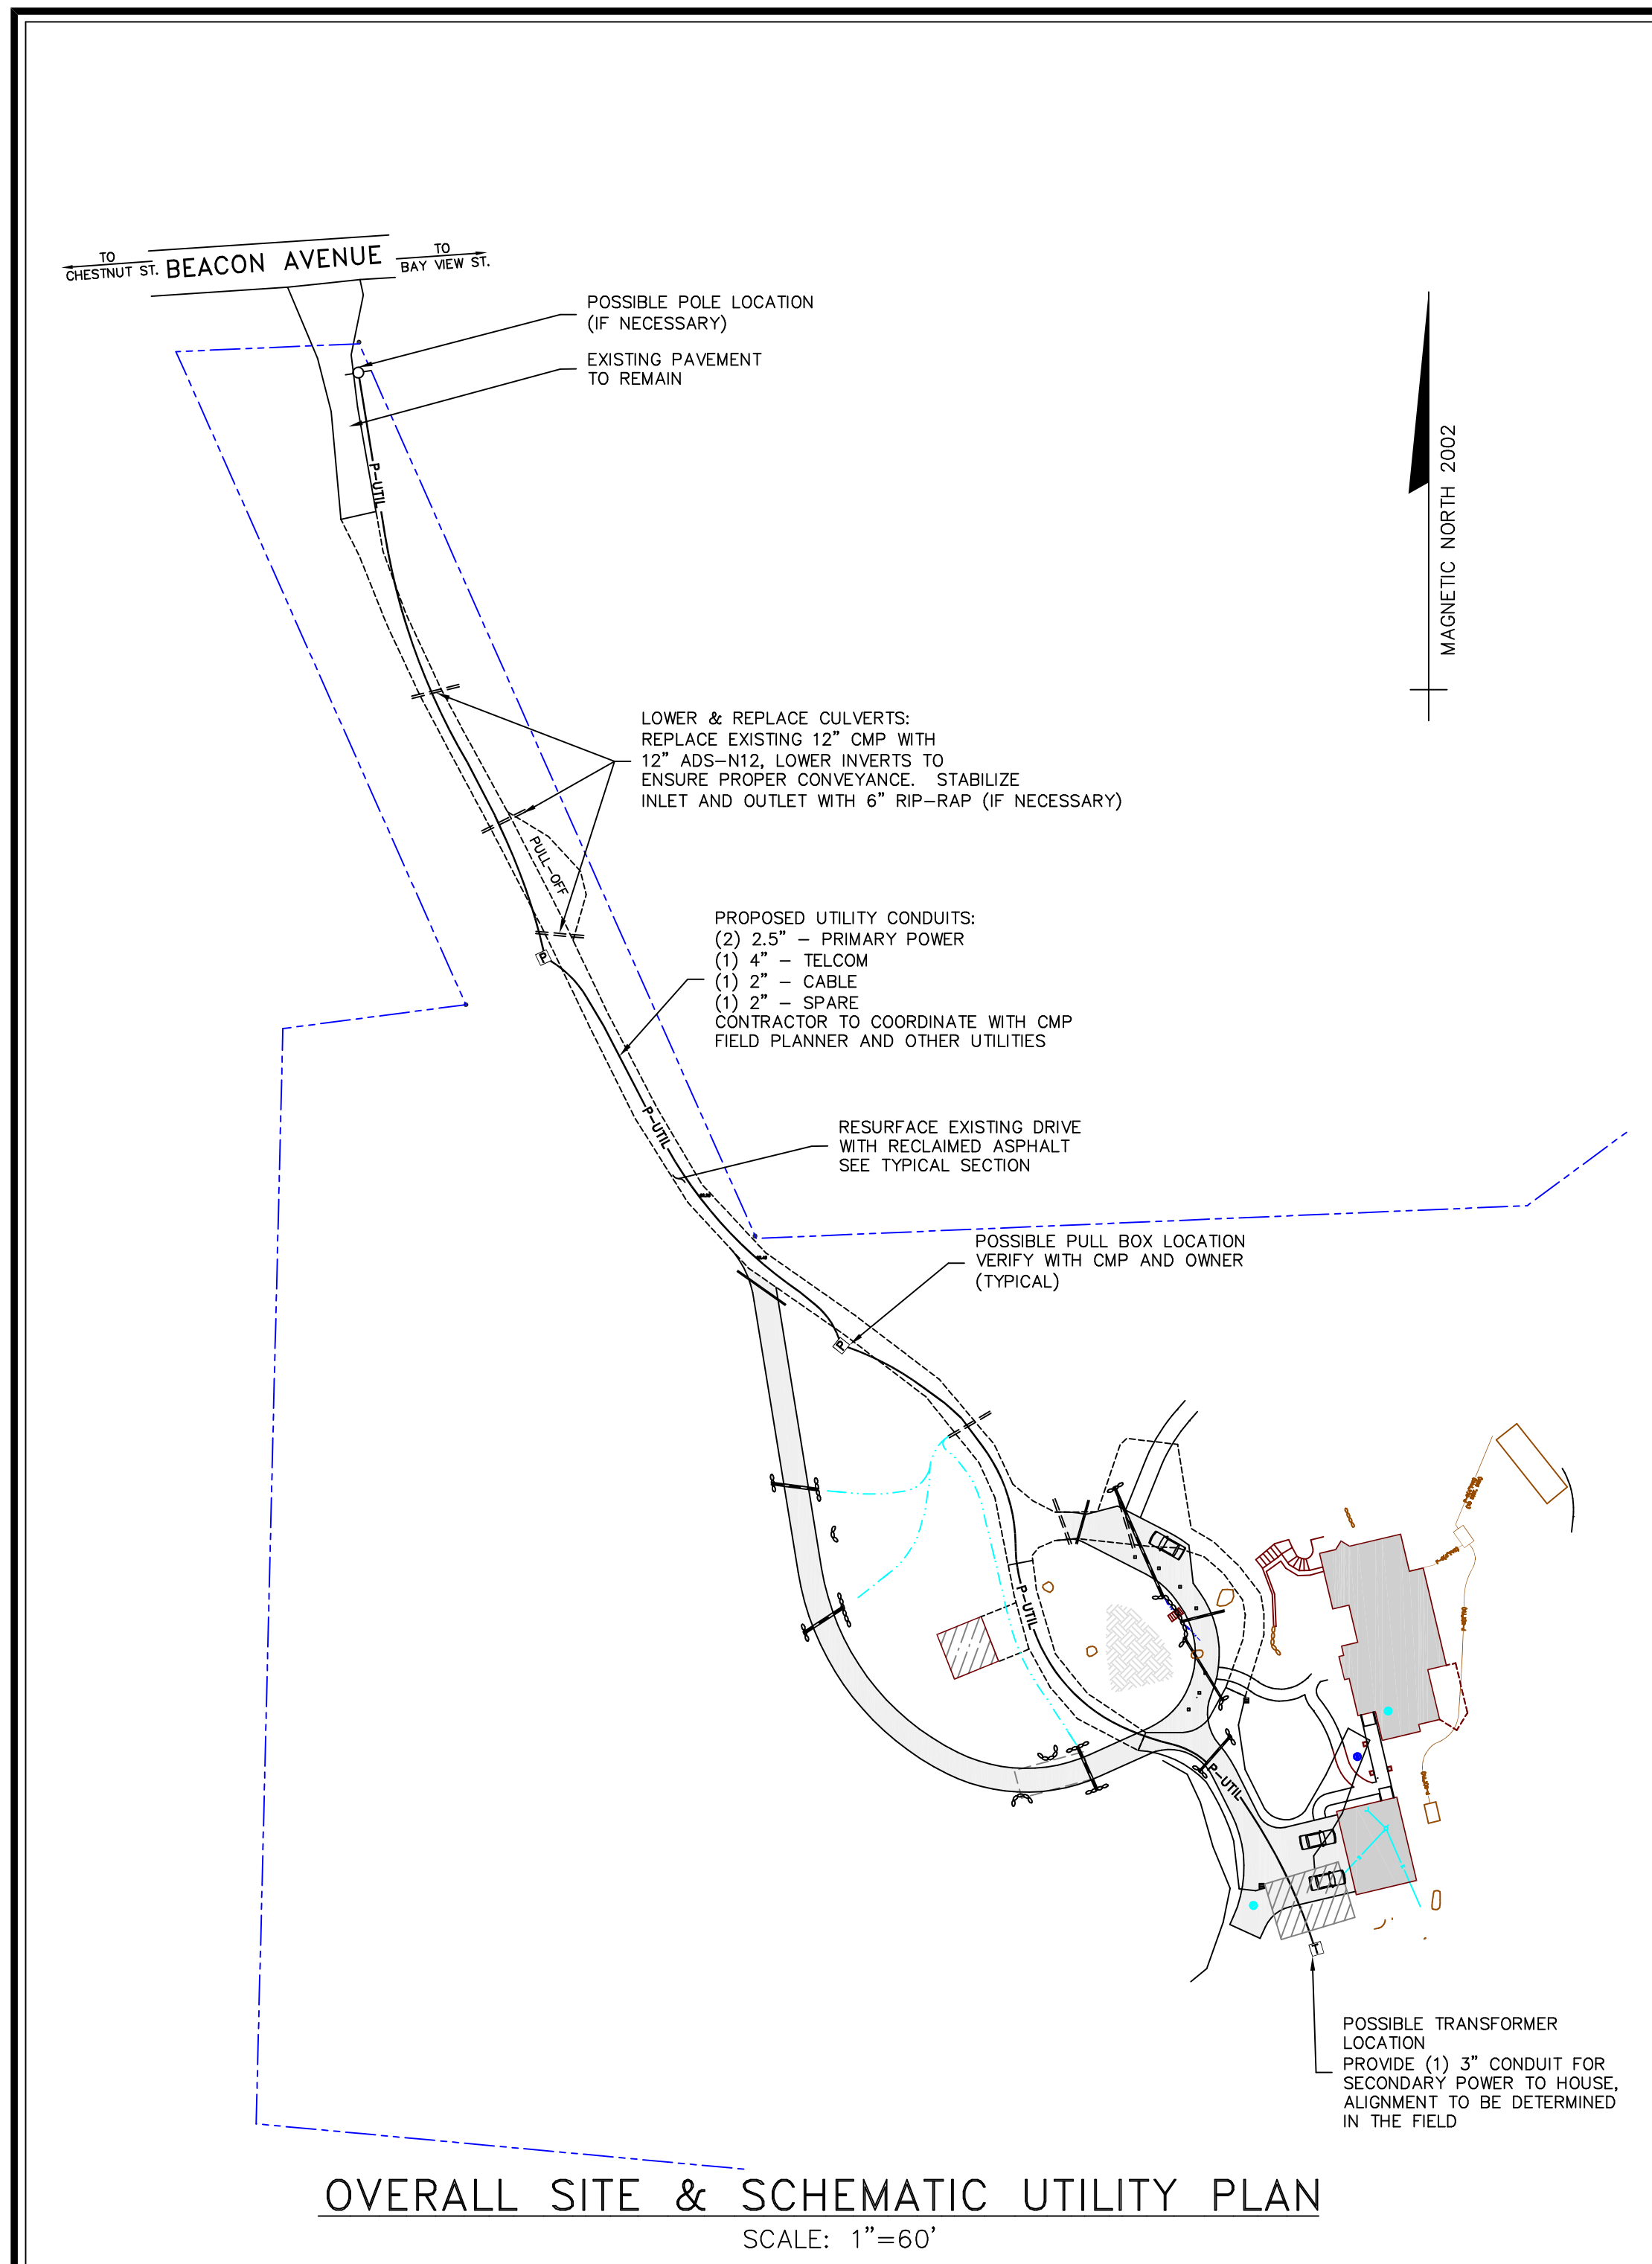 TO
CHESTNUT ST.
BEACON AVENUE
TO
BAY VIEW ST.
POSSIBLE POLE LOCATION
(IF NECESSARY)
EXISTING PAVEMENT
TO REMAIN
MAGNETIC NORTH 2002
P-UTIL
LOWER & REPLACE CULVERTS:
REPLACE EXISTING 12" CMP WITH
12" ADS-N12, LOWER INVERTS TO
ENSURE PROPER CONVEYANCE. STABILIZE
INLET AND OUTLET WITH 6" RIP-RAP (IF NECESSARY)
PULL-OFF
PROPOSED UTILITY CONDUITS:
(2) 2.5" - PRIMARY POWER
(1) 4" - TELCOM
(1) 2" - CABLE
(1) 2" - SPARE
CONTRACTOR TO COORDINATE WITH CMP
FIELD PLANNER AND OTHER UTILITIES
P
P-UTIL
RESURFACE EXISTING DRIVE
WITH RECLAIMED ASPHALT
SEE TYPICAL SECTION
POSSIBLE PULL BOX LOCATION
VERIFY WITH CMP AND OWNER
(TYPICAL)
P
P-UTIL
P-UTIL
T
POSSIBLE TRANSFORMER
LOCATION
PROVIDE (1) 3" CONDUIT FOR
SECONDARY POWER TO HOUSE,
ALIGNMENT TO BE DETERMINED
IN THE FIELD
OVERALL SITE & SCHEMATIC UTILITY PLAN
SCALE: 1"=60'